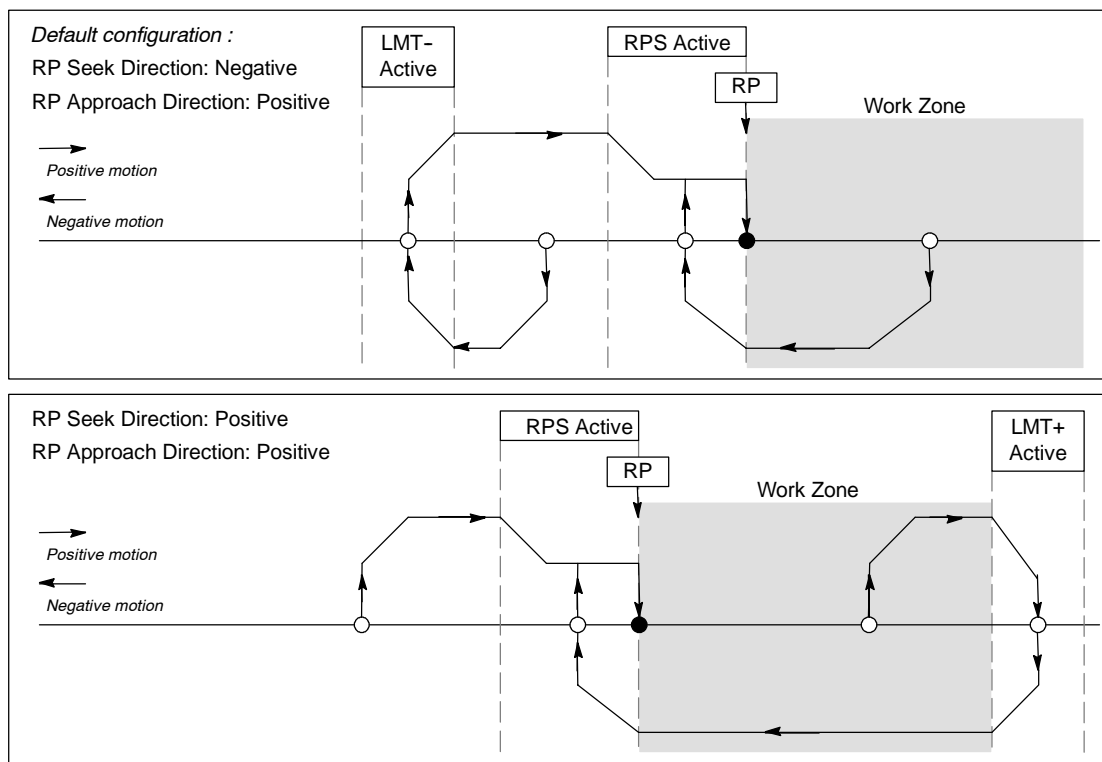 Default configuration :
RP Seek Direction: Negative
RP Approach Direction: Positive
Positive motion
Negative motion
LMT-
Active
RPS Active
RP
Work Zone
RP Seek Direction: Positive
RP Approach Direction: Positive
Positive motion
Negative motion
RPS Active
RP
Work Zone
LMT+
Active